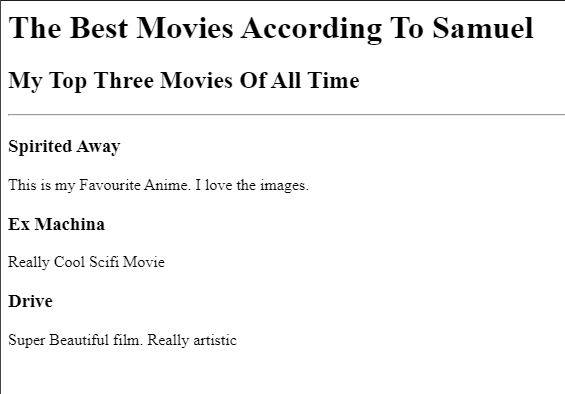 The Best Movies According To Samuel
My Top Three Movies Of All Time
Spirited Away
This is my Favourite Anime. I love the images.
Ex Machina
Really Cool Scifi Movie
Drive
Super Beautiful film. Really artistic